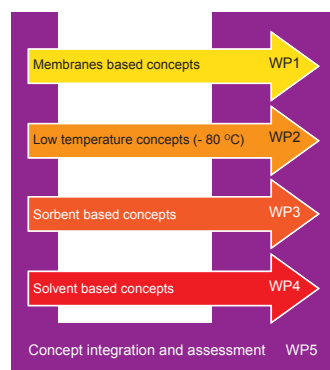 Membranes based concepts WP1
Low temperature concepts (- 80 °C) WP2
Sorbent based concepts WP3
Solvent based concepts WP4
Concept integration and assessment WP5